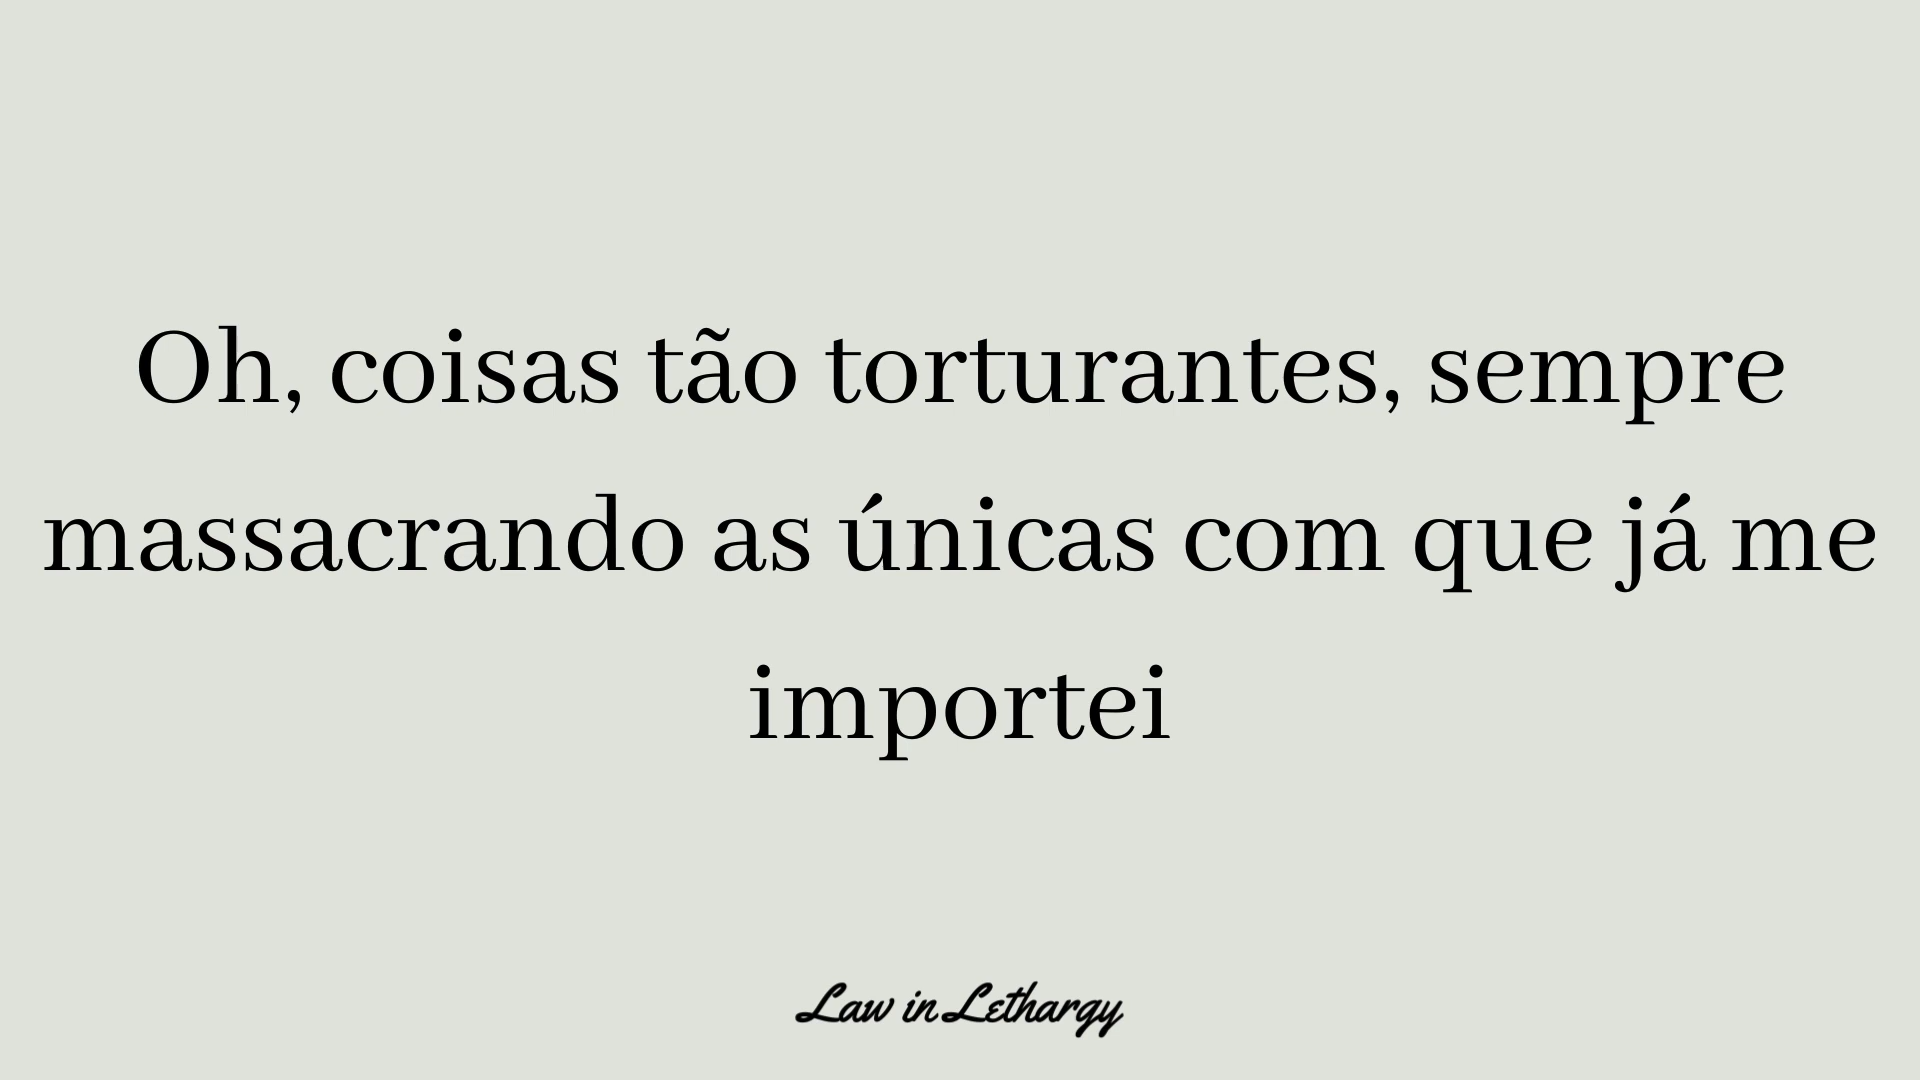 Oh, coisas tão torturantes, sempre
massacrando as únicas com que já me
importei
Law in Lethargy